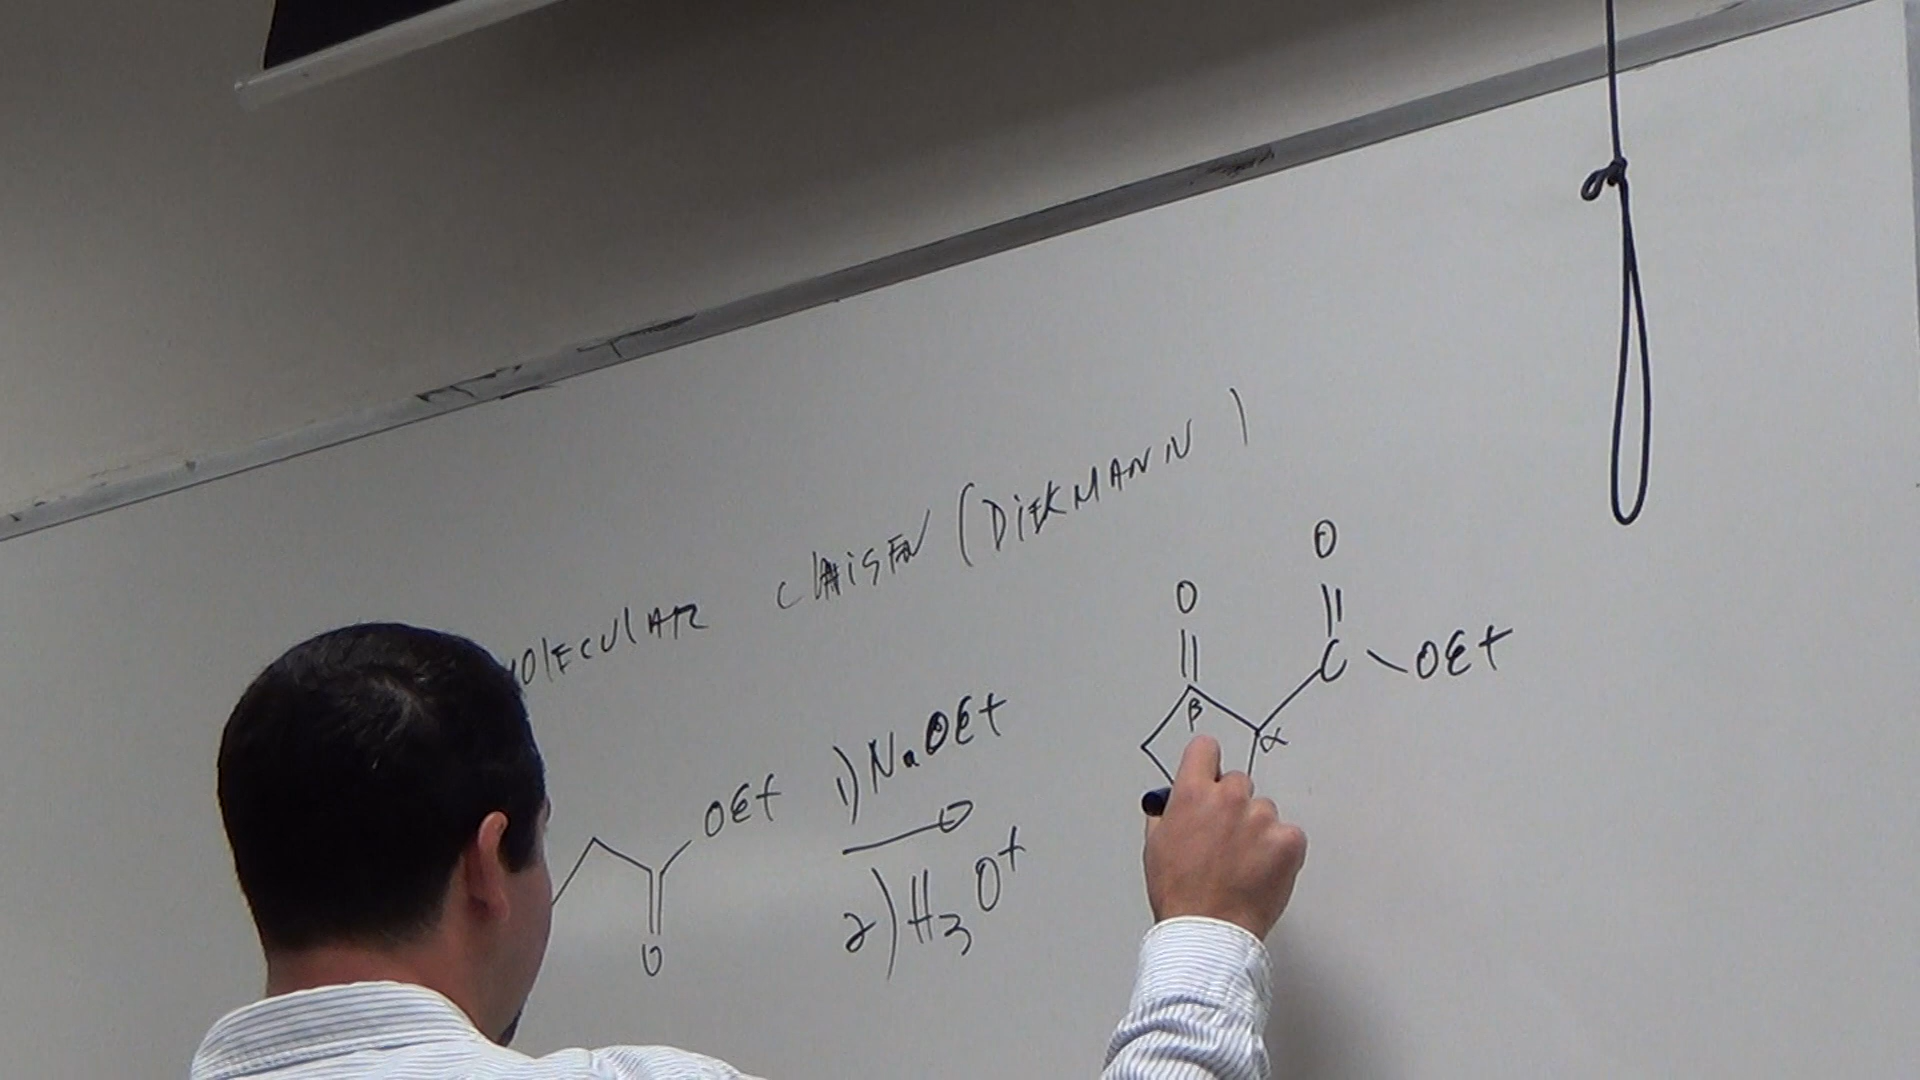 OLECULAR CLAISEN (DIEKMANN)
O
O
β
α
C
OEt
OEt
O
1) NaOEt
2) H3O+